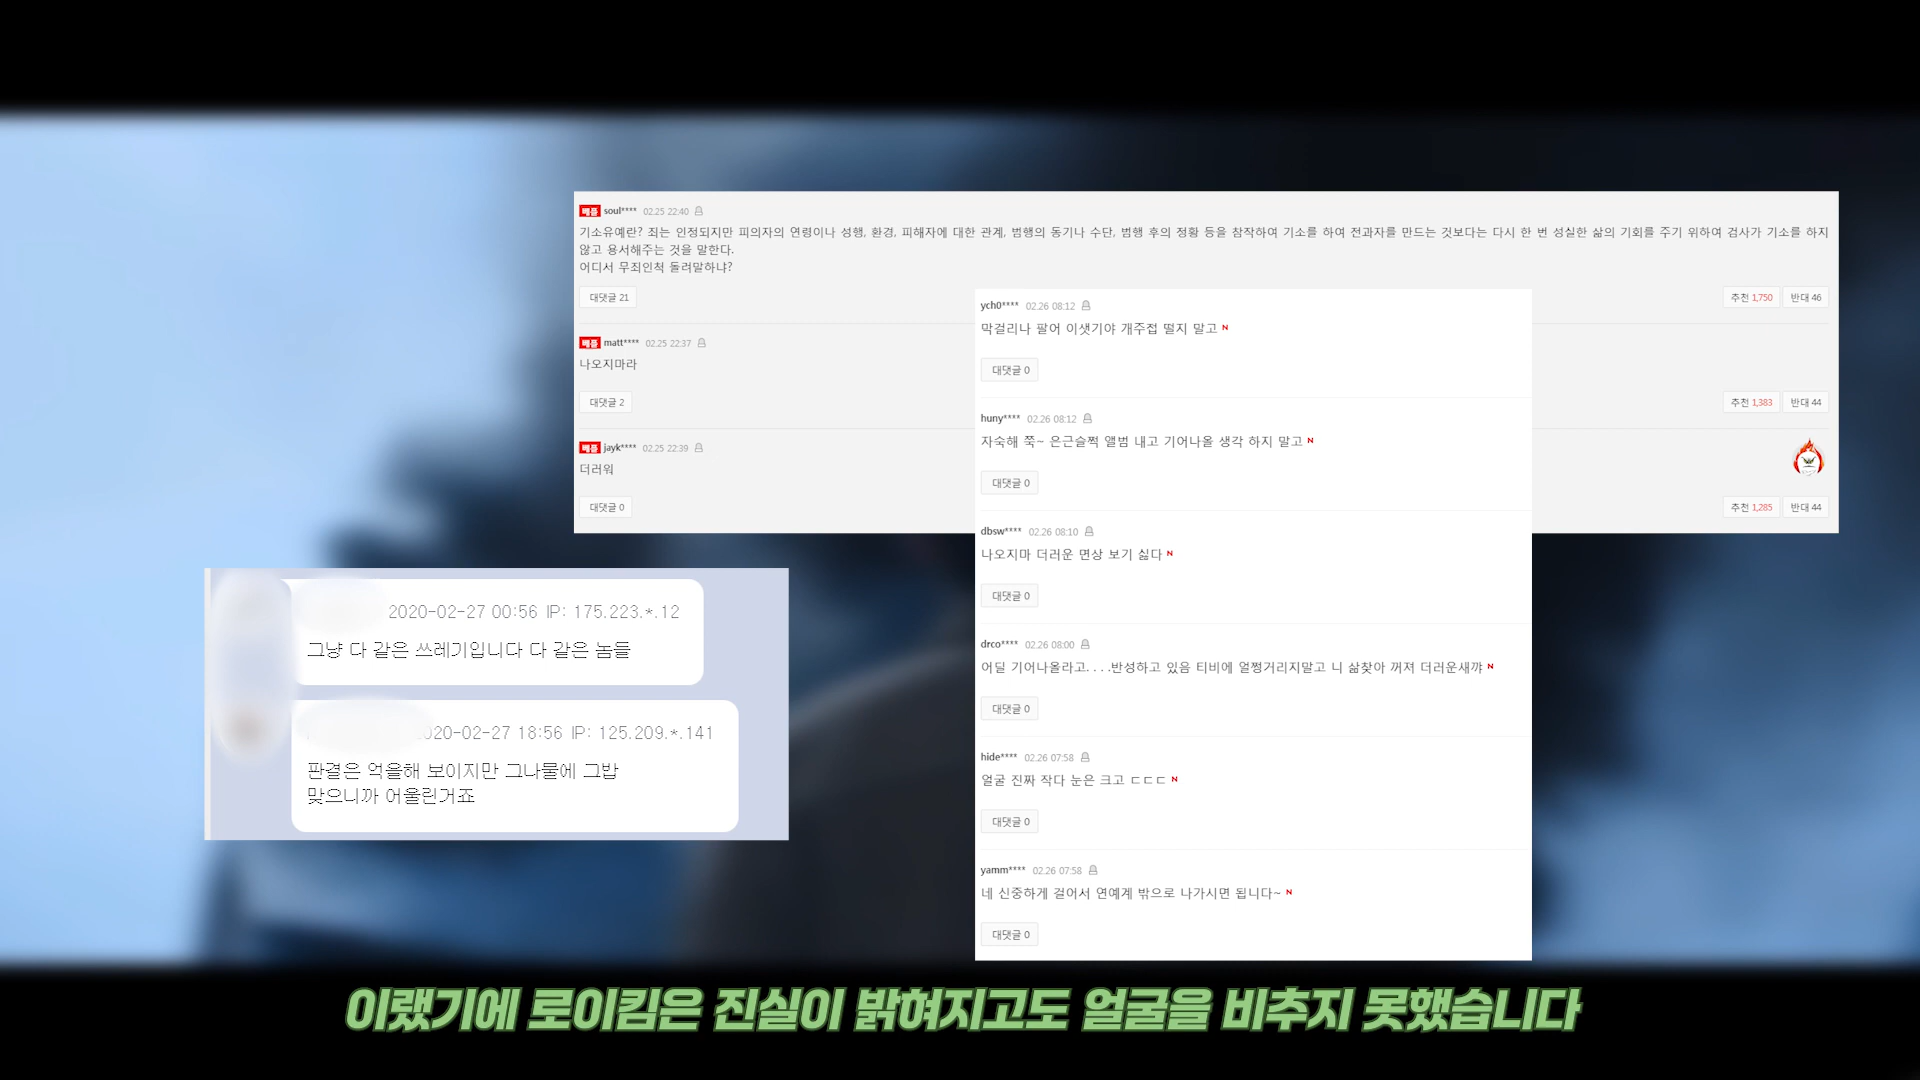 베플 soul**** 02.25 22:40
기소유예란? 죄는 인정되지만 피의자의 연령이나 성행, 환경, 피해자에 대한 관계, 범행의 동기나 수단, 범행 후의 정황 등을 참작하여 기소를 하여 전과자를 만드는 것보다는 다시 한 번 성실한 삶의 기회를 주기 위하여 검사가 기소를 하지
않고 용서해주는 것을 말한다.
어디서 무죄인척 돌려말하냐?
대댓글 21
추천 1,750 반대 46
베플 matt**** 02.25 22:37
나오지마라
대댓글 2
추천 1,383 반대 44
베플 jayk**** 02.25 22:39
더러워
대댓글 0
추천 1,285 반대 44
ych0**** 02.26 08:12
막걸리나 팔어 이샛기야 개주접 떨지 말고 N
대댓글 0
huny**** 02.26 08:12
자숙해 쭉~ 은근슬쩍 앨범 내고 기어나올 생각 하지 말고 N
대댓글 0
dbsw**** 02.26 08:10
나오지마 더러운 면상 보기 싫다 N
대댓글 0
drco**** 02.26 08:00
어딜 기어나올라고. . . .반성하고 있음 티비에 얼쩡거리지말고 니 삶찾아 꺼져 더러운새꺄 N
대댓글 0
hide**** 02.26 07:58
얼굴 진짜 작다 눈은 크고 ㄷㄷㄷ N
대댓글 0
yamm**** 02.26 07:58
네 신중하게 걸어서 연예계 밖으로 나가시면 됩니다~ N
대댓글 0
2020-02-27 00:56 IP: 175.223.*.12
그냥 다 같은 쓰레기입니다 다 같은 놈들
020-02-27 18:56 IP: 125.209.*.141
판결은 억울해 보이지만 그나물에 그밥
맞으니까 어울린거죠
이랬기에 로이킴은 진실이 밝혀지고도 얼굴을 비추지 못했습니다